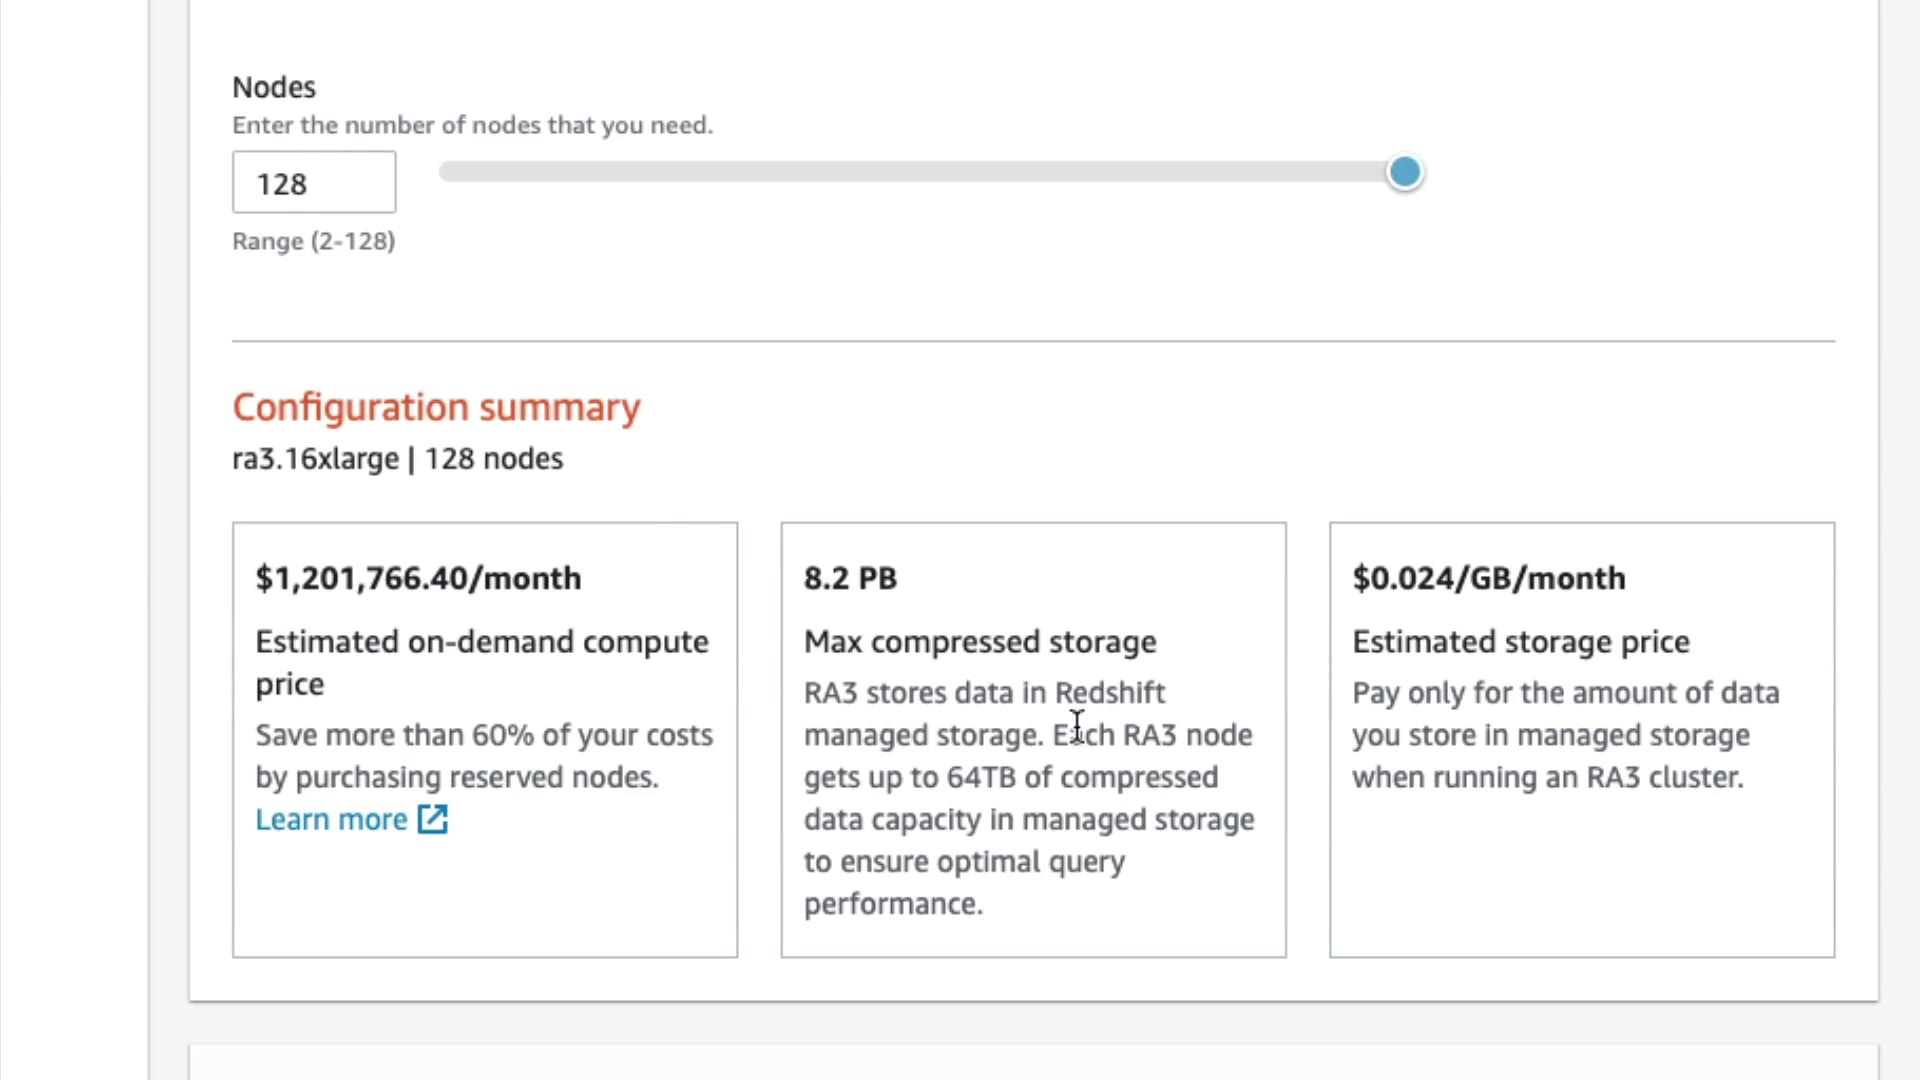 Nodes
Enter the number of nodes that you need.
128
Range (2-128)
Configuration summary
ra3.16xlarge | 128 nodes
$1,201,766.40/month
Estimated on-demand compute
price
Save more than 60% of your costs
by purchasing reserved nodes.
Learn more
8.2 PB
Max compressed storage
RA3 stores data in Redshift
managed storage. Each RA3 node
gets up to 64TB of compressed
data capacity in managed storage
to ensure optimal query
performance.
$0.024/GB/month
Estimated storage price
Pay only for the amount of data
you store in managed storage
when running an RA3 cluster.